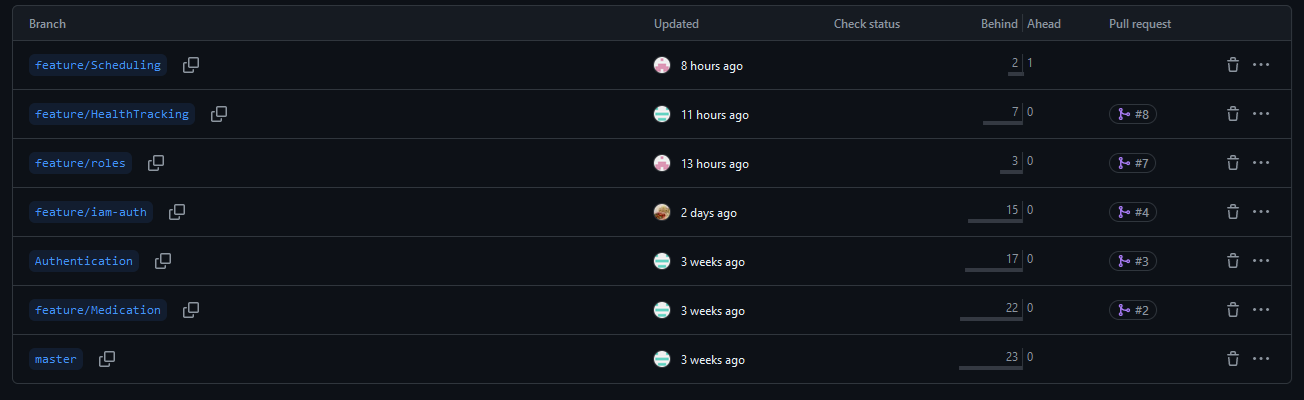 Branch Updated Check status Behind Ahead Pull request
feature/Scheduling 8 hours ago 2 1
feature/HealthTracking 11 hours ago 7 0 #8
feature/roles 13 hours ago 3 0 #7
feature/iam-auth 2 days ago 15 0 #4
Authentication 3 weeks ago 17 0 #3
feature/Medication 3 weeks ago 22 0 #2
master 3 weeks ago 23 0